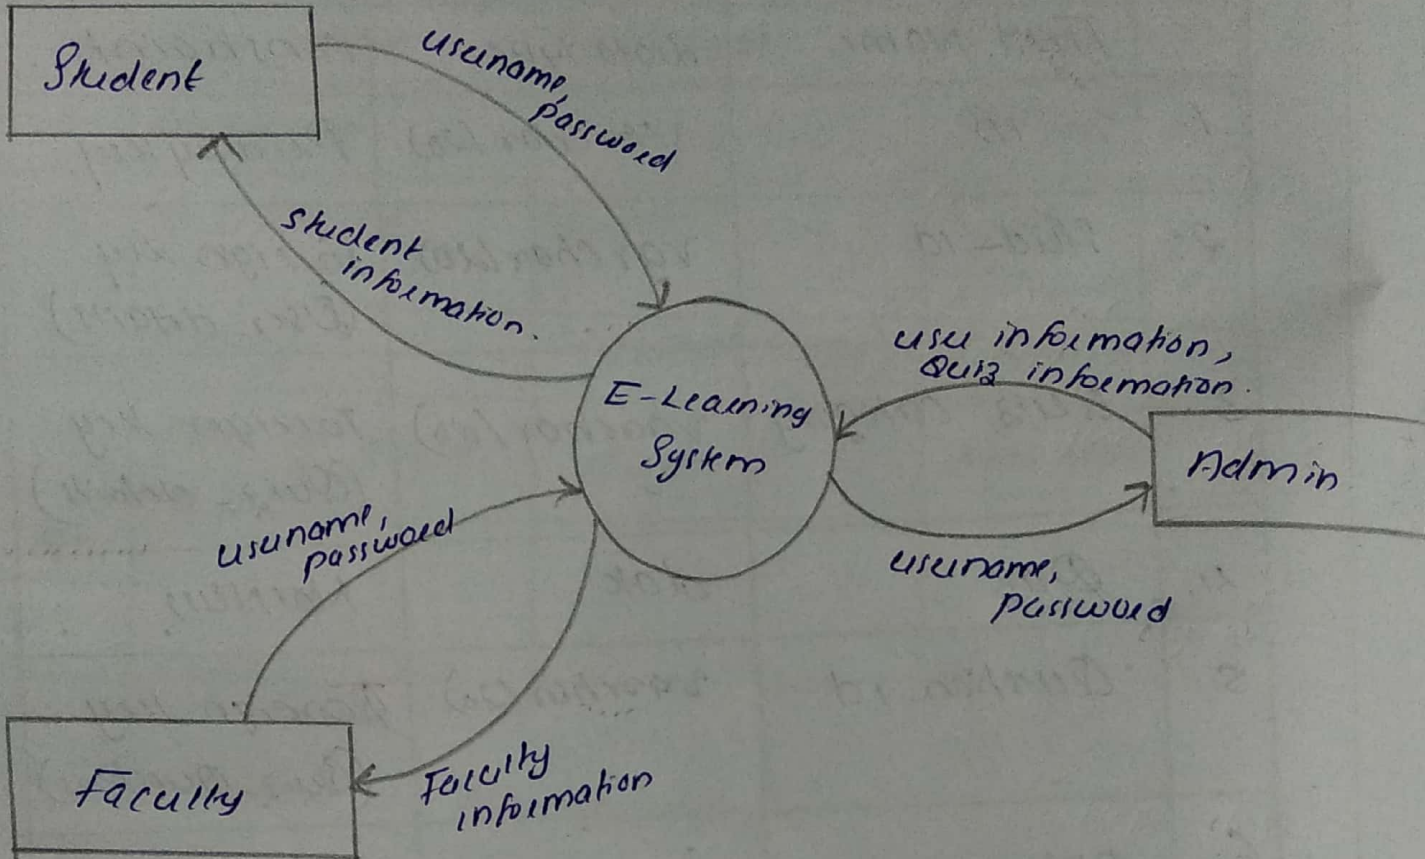 Student
username,
password
student
information.
E-Learning
System
user information,
Quiz information.
Admin
username,
password
username,
password
Faculty
Faculty
information